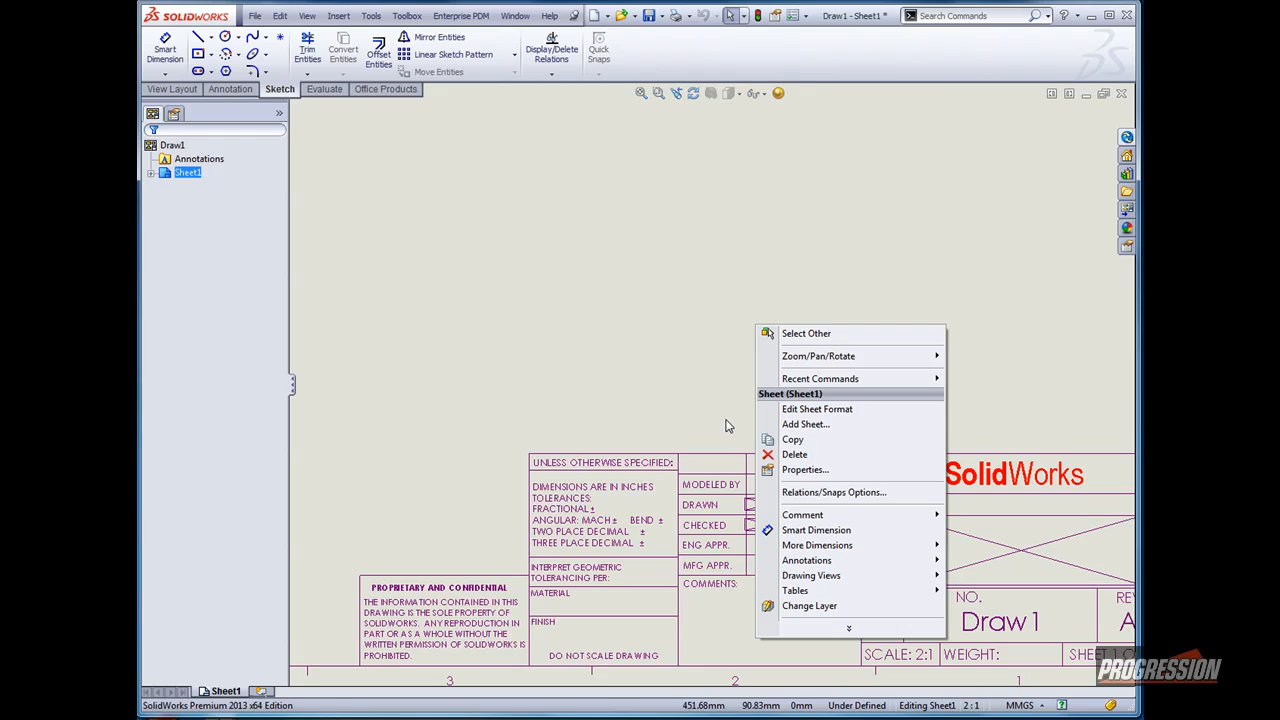 SOLIDWORKS File Edit View Insert Tools Toolbox Enterprise PDM Window Help Draw1 - Sheet1 * Search Commands ?
Smart Dimension
Trim Entities
Convert Entities
Offset Entities
Mirror Entities
Linear Sketch Pattern
Move Entities
Display/Delete Relations
Quick Snaps
View Layout Annotation Sketch Evaluate Office Products
Draw1
Annotations
Sheet1
Select Other
Zoom/Pan/Rotate
Recent Commands
Sheet (Sheet1)
Edit Sheet Format
Add Sheet...
Copy
Delete
Properties...
Relations/Snaps Options...
Comment
Smart Dimension
More Dimensions
Annotations
Drawing Views
Tables
Change Layer
UNLESS OTHERWISE SPECIFIED:
DIMENSIONS ARE IN INCHES
TOLERANCES:
FRACTIONAL ±
ANGULAR: MACH ± BEND ±
TWO PLACE DECIMAL ±
THREE PLACE DECIMAL ±
INTERPRET GEOMETRIC
TOLERANCING PER:
MATERIAL
FINISH
DO NOT SCALE DRAWING
MODELED BY
DRAWN
CHECKED
ENG APPR.
MFG APPR.
COMMENTS:
PROPRIETARY AND CONFIDENTIAL
THE INFORMATION CONTAINED IN THIS
DRAWING IS THE SOLE PROPERTY OF
SOLIDWORKS. ANY REPRODUCTION IN
PART OR AS A WHOLE WITHOUT THE
WRITTEN PERMISSION OF SOLIDWORKS IS
PROHIBITED.
SolidWorks
NO.
Draw1
RE
A
SCALE: 2:1 WEIGHT: SHEET 1 O
3 2 1
PROGRESSION
Sheet1
SolidWorks Premium 2013 x64 Edition 451.68mm 90.83mm 0mm Under Defined Editing Sheet1 2 : 1 MMGS ?